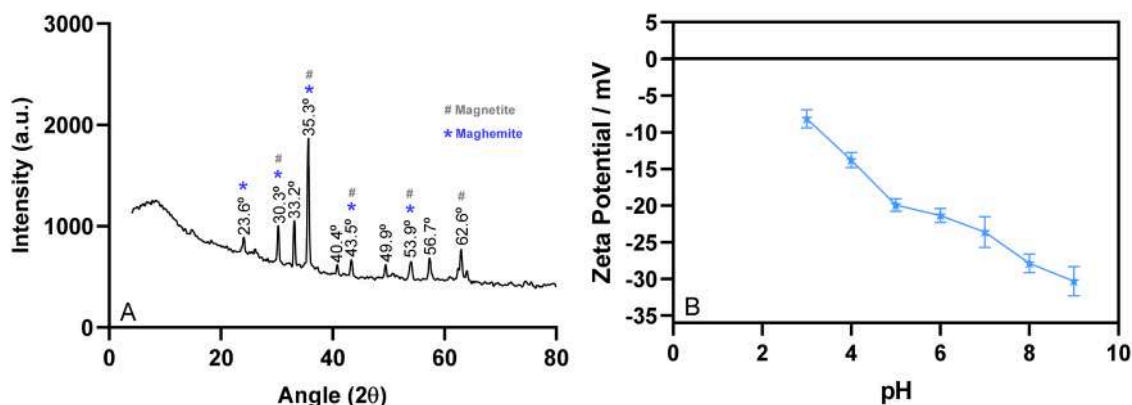 3000
2000
1000
0
Intensity (a.u.)
0
20
40
60
80
Angle (2θ)
A
*
23.6º
#
*
30.3º
33.2º
#
*
35.3º
40.4º
#
*
43.5º
49.9º
#
*
53.9º
56.7º
#
62.6º
# Magnetite
* Maghemite
5
0
-5
-10
-15
-20
-25
-30
-35
Zeta Potential / mV
B
0
2
4
6
8
10
pH